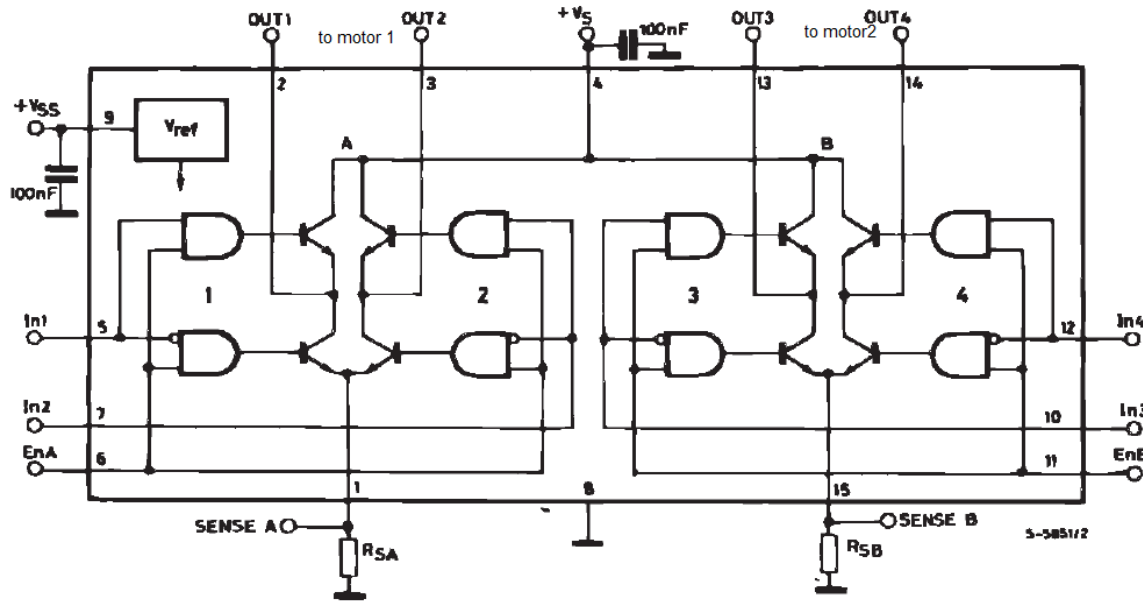 OUT1 OUT2 +VS OUT3 OUT4
to motor 1 100nF to motor2
2 3 4 13 14
+VSS 9 Vref
A B
100nF
1 2 3 4
In1 5 12 In4
In2 7 10 In3
EnA 6 11 EnB
1 8 15
SENSE A SENSE B
RSA RSB
S-5851/2